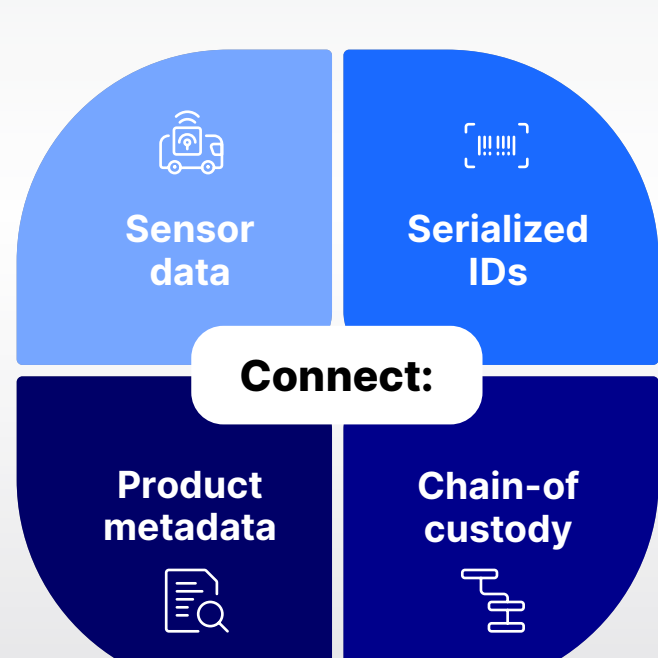 Sensor
data
Serialized
IDs
Connect:
Product
metadata
Chain-of
custody